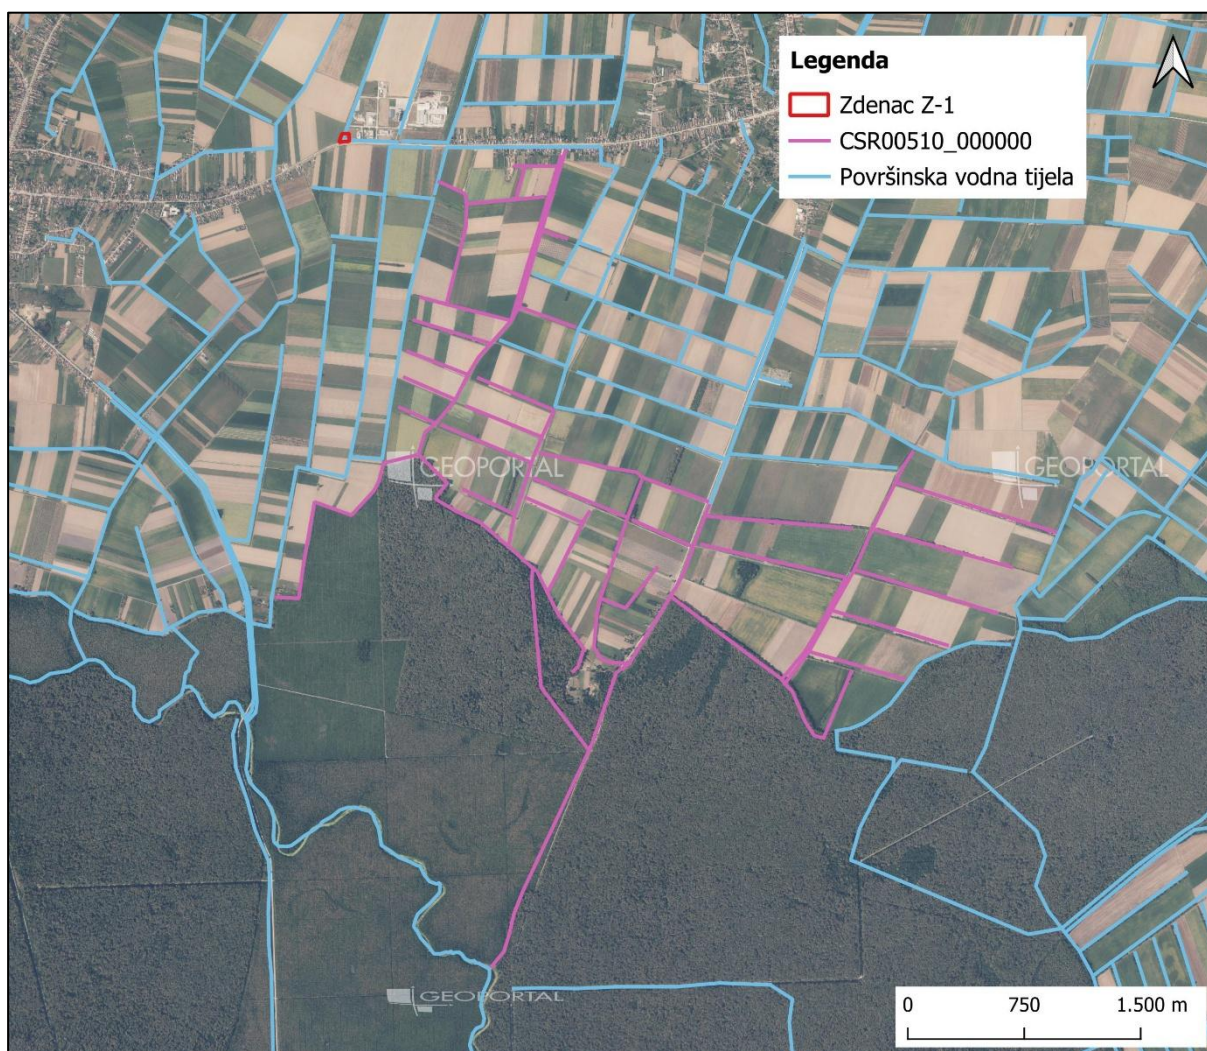 Legenda
Zdenac Z-1
CSR00510_000000
Površinska vodna tijela
GEOPORTAL
GEOPORTAL
GEOPORTAL
0 750 1.500 m